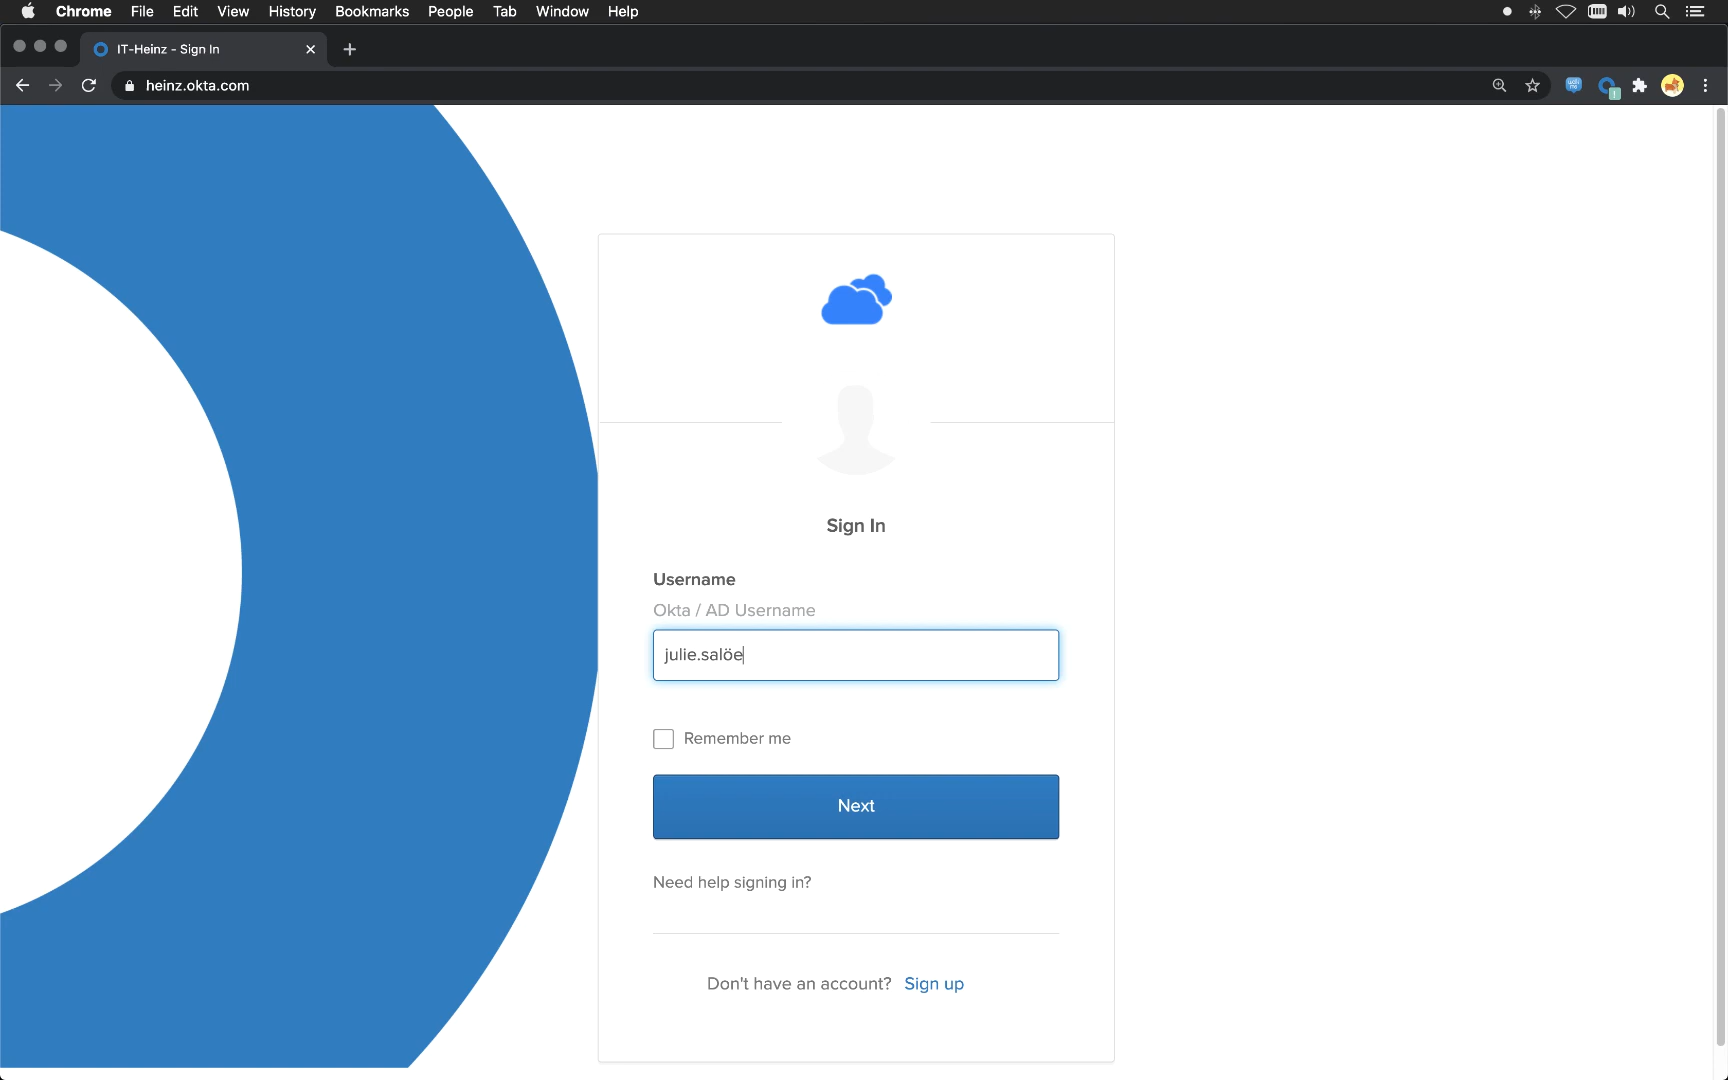 Chrome File Edit View History Bookmarks People Tab Window Help
IT-Heinz - Sign In
heinz.okta.com
Sign In
Username
Okta / AD Username
julie.salöe
Remember me
Next
Need help signing in?
Don't have an account? Sign up